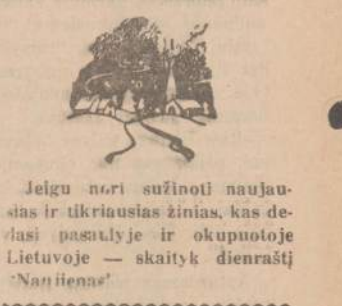 Jeigu nori sužinoti naujau-
sias ir tikriausias žinias, kas de-
dasi pasaulyje ir okupuotoje
Lietuvoje — skaityk dienraštį
"Naujienas"